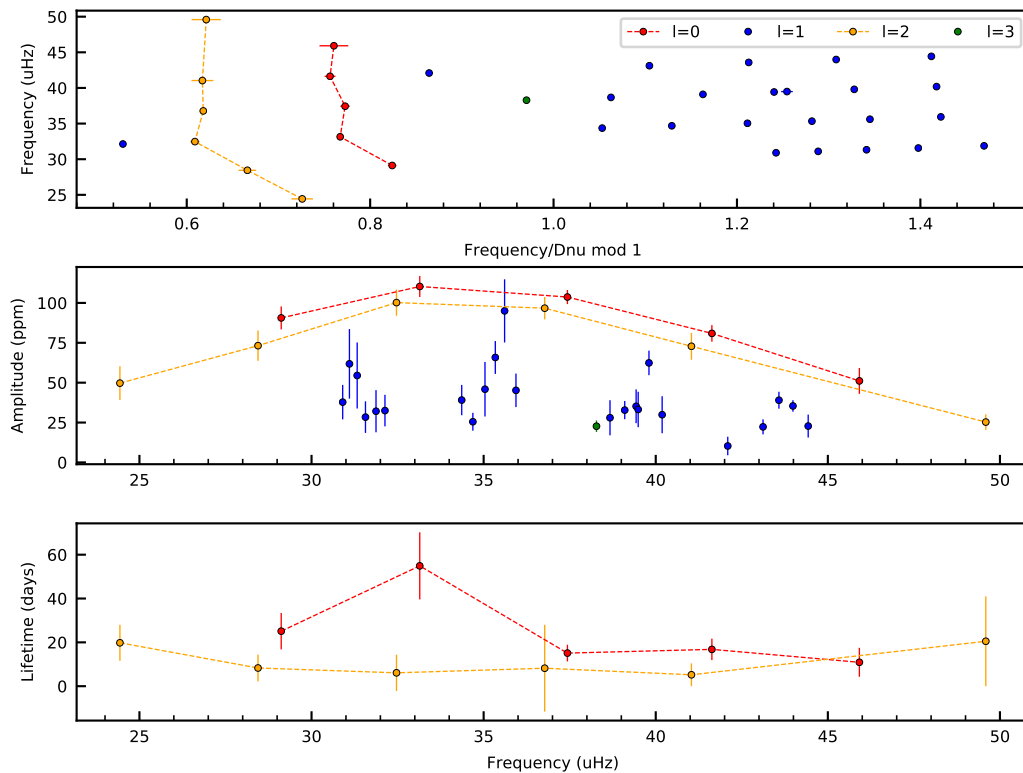 50
45
40
35
30
25
Frequency (uHz)
l=0 l=1 l=2 l=3
0.6 0.8 1.0 1.2 1.4
Frequency/Dnu mod 1
100
75
50
25
0
Amplitude (ppm)
25 30 35 40 45 50
60
40
20
0
Lifetime (days)
25 30 35 40 45 50
Frequency (uHz)